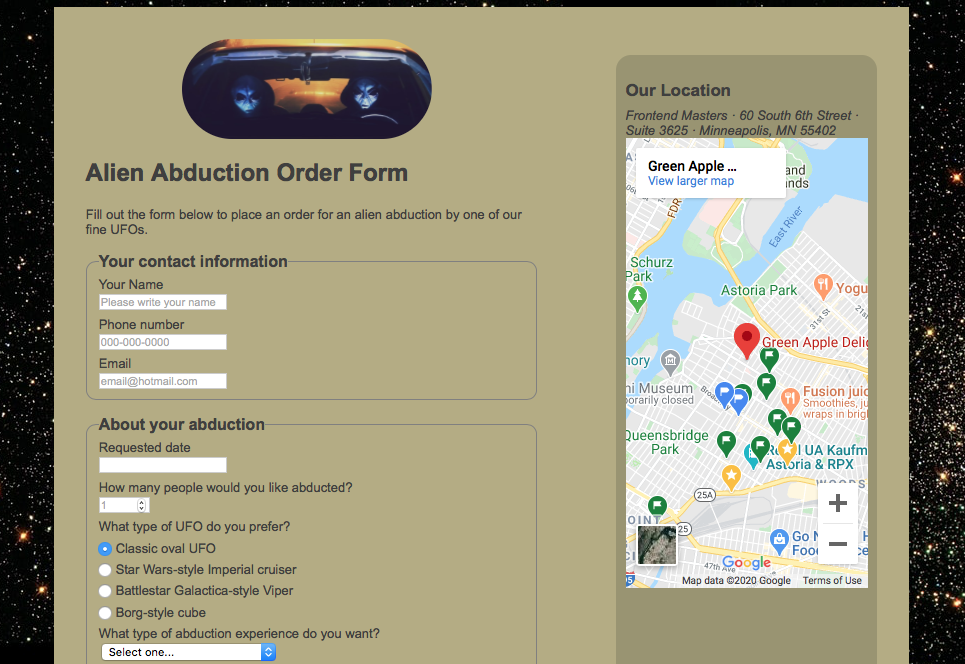 Alien Abduction Order Form
Fill out the form below to place an order for an alien abduction by one of our
fine UFOs.
Your contact information
Your Name
Please write your name
Phone number
000-000-0000
Email
email@hotmail.com
About your abduction
Requested date
How many people would you like abducted?
1
What type of UFO do you prefer?
Classic oval UFO
Star Wars-style Imperial cruiser
Battlestar Galactica-style Viper
Borg-style cube
What type of abduction experience do you want?
Select one...
Our Location
Frontend Masters · 60 South 6th Street ·
Suite 3625 · Minneapolis, MN 55402
Green Apple ...
View larger map
FDR
East River
Schurz
Park
Astoria Park
Yogu
31st St
21st
Green Apple Delig
nory
ni Museum
porarily closed
Fusion juic
Smoothies, ju
wraps in brigh
Queensbridge
Park
UA Kaufm
Astoria & RPX
WOODS
25A
OINT
25
Go N
H
Food
ce
Google
47th Ave
Map data ©2020 Google
Terms of Use